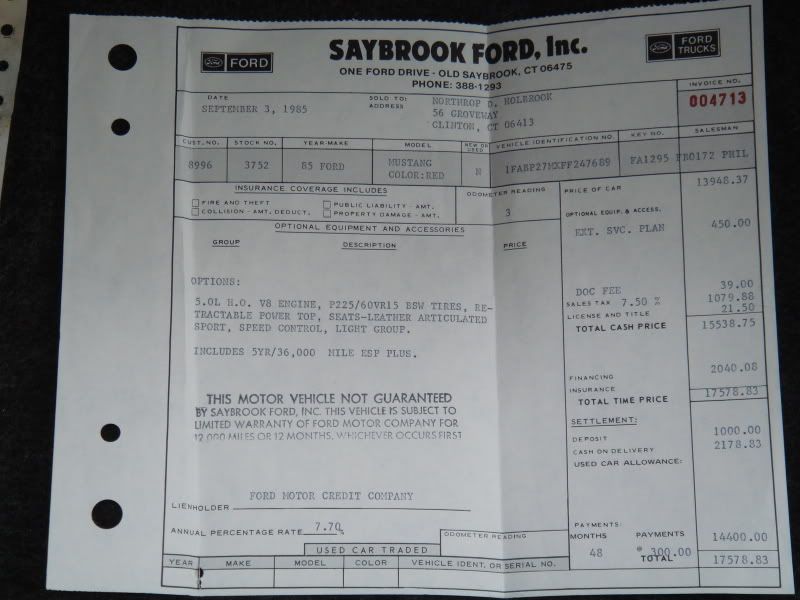 FORD
SAYBROOK FORD, Inc.
FORD TRUCKS
ONE FORD DRIVE - OLD SAYBROOK, CT 06475
PHONE: 388-1293
DATE
SEPTEMBER 3, 1985
SOLD TO:
ADDRESS
NORTHROP D. HOLBROOK
56 GROVEWAY
CLINTON, CT 06413
INVOICE NO.
004713
CUST. NO. STOCK NO. YEAR-MAKE MODEL NEW OR USED VEHICLE IDENTIFICATION NO. KEY NO. SALESMAN
8996 3752 85 FORD MUSTANG N 1FABP27MXFF247689 FA1295 FB0172 PHIL
COLOR:RED
INSURANCE COVERAGE INCLUDES
FIRE AND THEFT PUBLIC LIABILITY - AMT.
COLLISION - AMT. DEDUCT. PROPERTY DAMAGE - AMT.
ODOMETER READING
3
PRICE OF CAR 13948.37
OPTIONAL EQUIP. & ACCESS.
EXT. SVC. PLAN 450.00
OPTIONAL EQUIPMENT AND ACCESSORIES
GROUP DESCRIPTION PRICE
OPTIONS:
5.0L H.O. V8 ENGINE, P225/60VR15 BSW TIRES, RE-
TRACTABLE POWER TOP, SEATS-LEATHER ARTICULATED
SPORT, SPEED CONTROL, LIGHT GROUP.
INCLUDES 5YR/36,000 MILE ESP PLUS.
DOC FEE 39.00
SALES TAX 7.50 % 1079.88
LICENSE AND TITLE 21.50
TOTAL CASH PRICE 15538.75
FINANCING 2040.08
INSURANCE
TOTAL TIME PRICE 17578.83
THIS MOTOR VEHICLE NOT GUARANTEED
BY SAYBROOK FORD, INC. THIS VEHICLE IS SUBJECT TO
LIMITED WARRANTY OF FORD MOTOR COMPANY FOR
12,000 MILES OR 12 MONTHS, WHICHEVER OCCURS FIRST
SETTLEMENT:
DEPOSIT 1000.00
CASH ON DELIVERY 2178.83
USED CAR ALLOWANCE:
FORD MOTOR CREDIT COMPANY
LIENHOLDER
ANNUAL PERCENTAGE RATE 7.70%
PAYMENTS:
MONTHS PAYMENTS 14400.00
48 @ 300.00
TOTAL 17578.83
USED CAR TRADED
ODOMETER READING
YEAR MAKE MODEL COLOR VEHICLE IDENT. OR SERIAL NO.